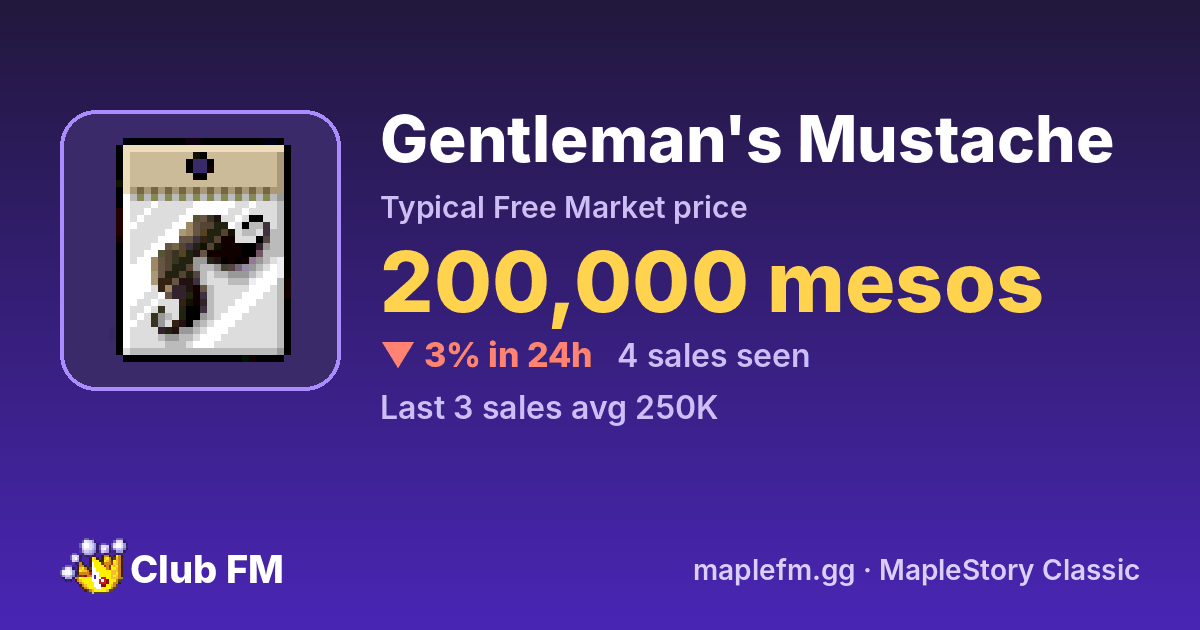 Gentleman's Mustache
Typical Free Market price
200,000 mesos
▼ 3% in 24h 4 sales seen
Last 3 sales avg 250K
Club FM
maplefm.gg · MapleStory Classic